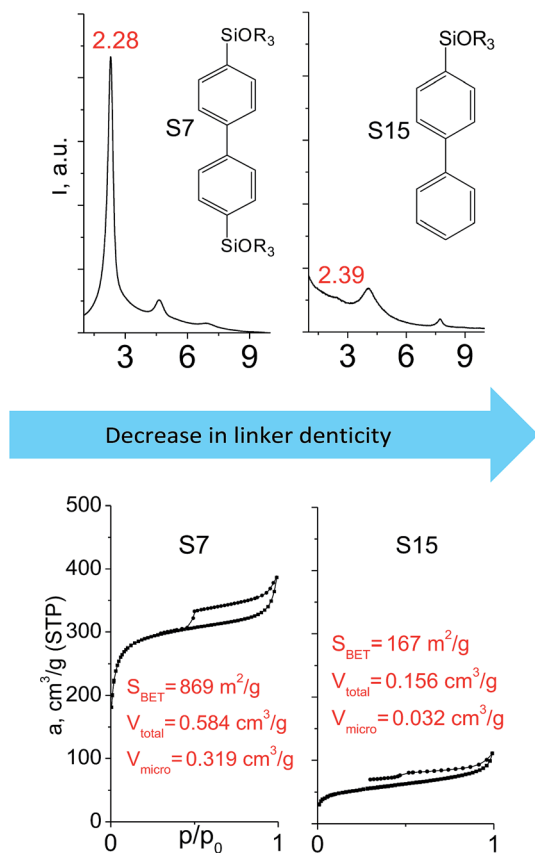 2.28
SiOR3
S7
SiOR3
I, a.u.
3 6 9
SiOR3
S15
2.39
3 6 9
Decrease in linker denticity
500
400
300
200
100
0
a, cm3/g (STP)
S7
SBET=869 m2/g
Vtotal=0.584 cm3/g
Vmicro=0.319 cm3/g
0 p/p0 1
S15
SBET=167 m2/g
Vtotal=0.156 cm3/g
Vmicro=0.032 cm3/g
0 1